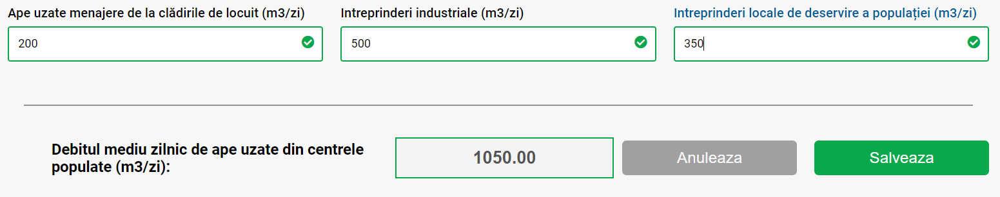 Ape uzate menajere de la clădirile de locuit (m3/zi)
Intreprinderi industriale (m3/zi)
Intreprinderi locale de deservire a populației (m3/zi)
200
500
350
Debitul mediu zilnic de ape uzate din centrele
populate (m3/zi):
1050.00
Anuleaza
Salveaza